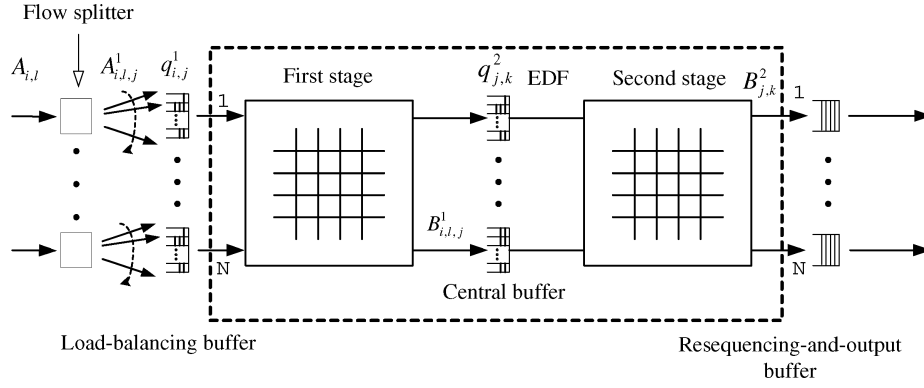 Flow splitter
A_{i,l}
A^1_{i,l,j}
q^1_{i,j}
First stage
q^2_{j,k}
EDF
Second stage
B^2_{j,k}
1
1
B^1_{i,l,j}
N
N
Central buffer
Load-balancing buffer
Resequencing-and-output
buffer